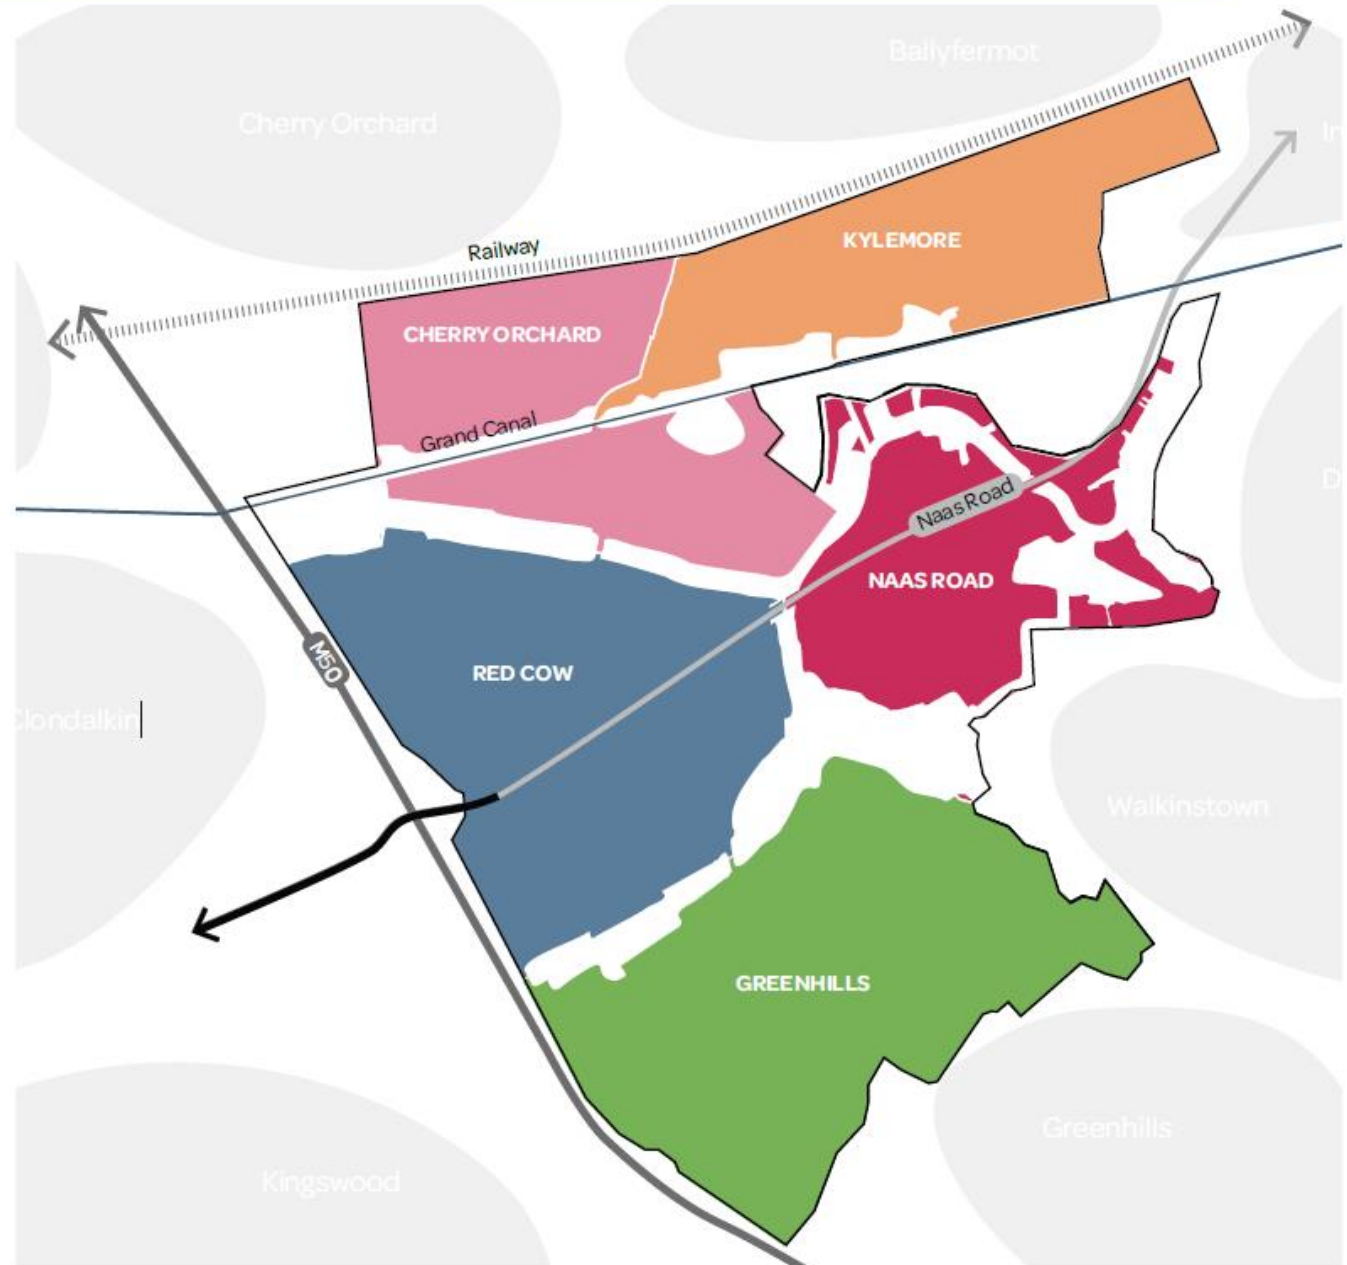 Ballyfermot
Cherry Orchard
KYLEMORE
Railway
CHERRY ORCHARD
Grand Canal
Naas Road
NAAS ROAD
M50
RED COW
Clondalkin
Walkinstown
GREENHILLS
Greenhills
Kingswood